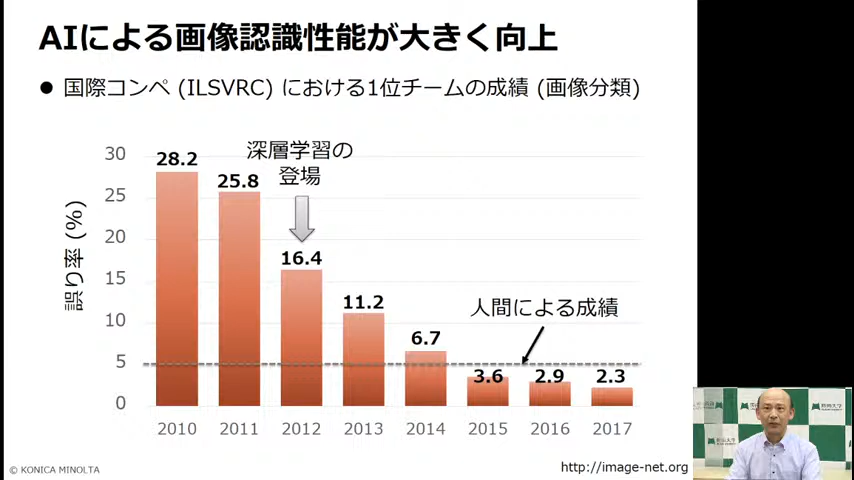 AIによる画像認識性能が大きく向上
● 国際コンペ (ILSVRC) における1位チームの成績 (画像分類)
深層学習の
登場
人間による成績
誤り率 (%)
30
25
20
15
10
5
0
28.2
25.8
16.4
11.2
6.7
3.6
2.9
2.3
2010
2011
2012
2013
2014
2015
2016
2017
© KONICA MINOLTA
http://image-net.org